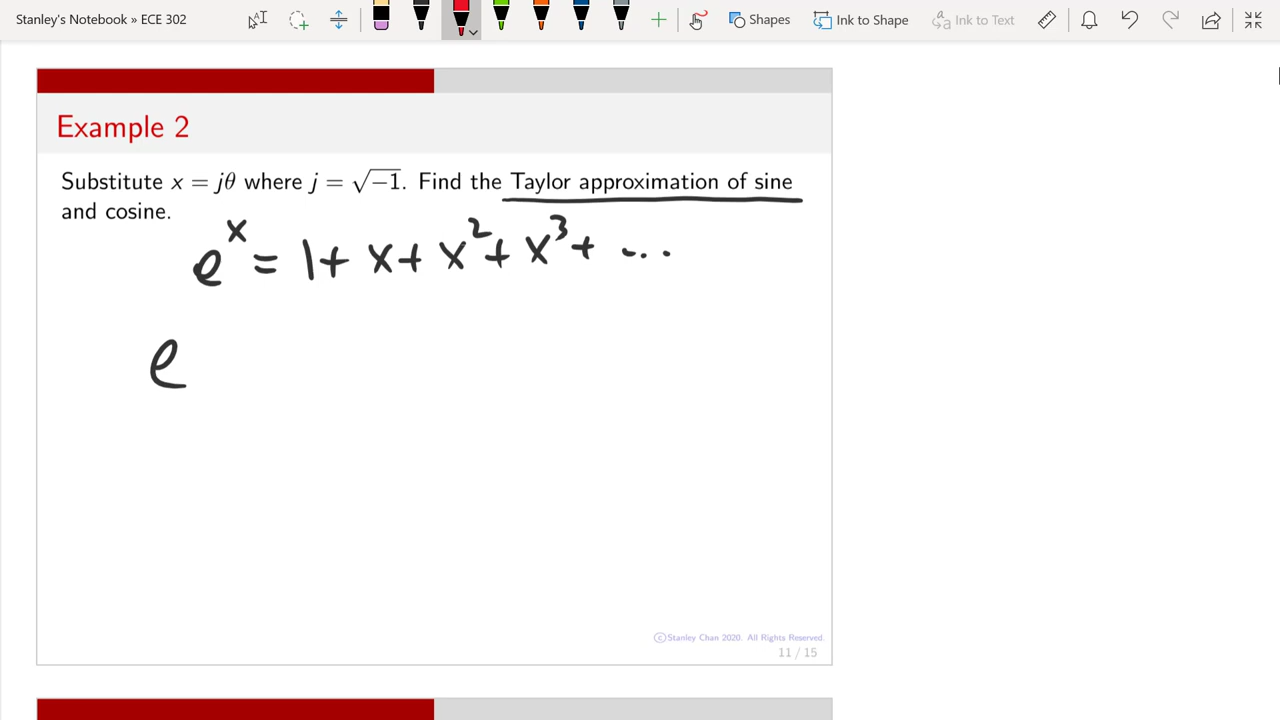 Stanley's Notebook » ECE 302
Shapes
Ink to Shape
Ink to Text
Example 2
Substitute x = jθ where j = √−1. Find the Taylor approximation of sine
and cosine.
e^x = 1 + x + x^2 + x^3 + ...
e
©Stanley Chan 2020. All Rights Reserved.
11 / 15